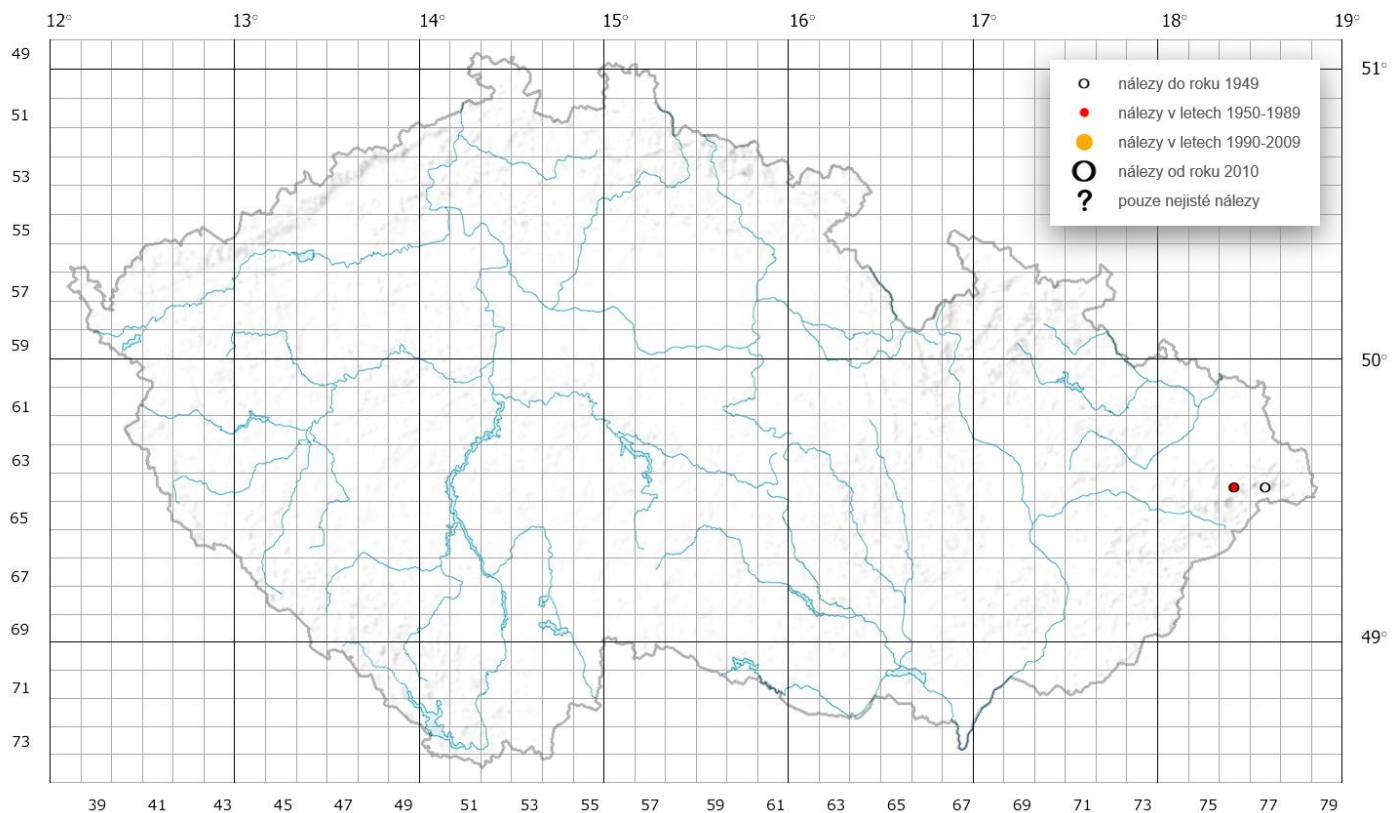 12° 13° 14° 15° 16° 17° 18° 19°
49 51°
nálezy do roku 1949
51
nálezy v letech 1950-1989
nálezy v letech 1990-2009
53
nálezy od roku 2010
? pouze nejisté nálezy
55
57
59 50°
61
63
65
67
69 49°
71
73
39 41 43 45 47 49 51 53 55 57 59 61 63 65 67 69 71 73 75 77 79